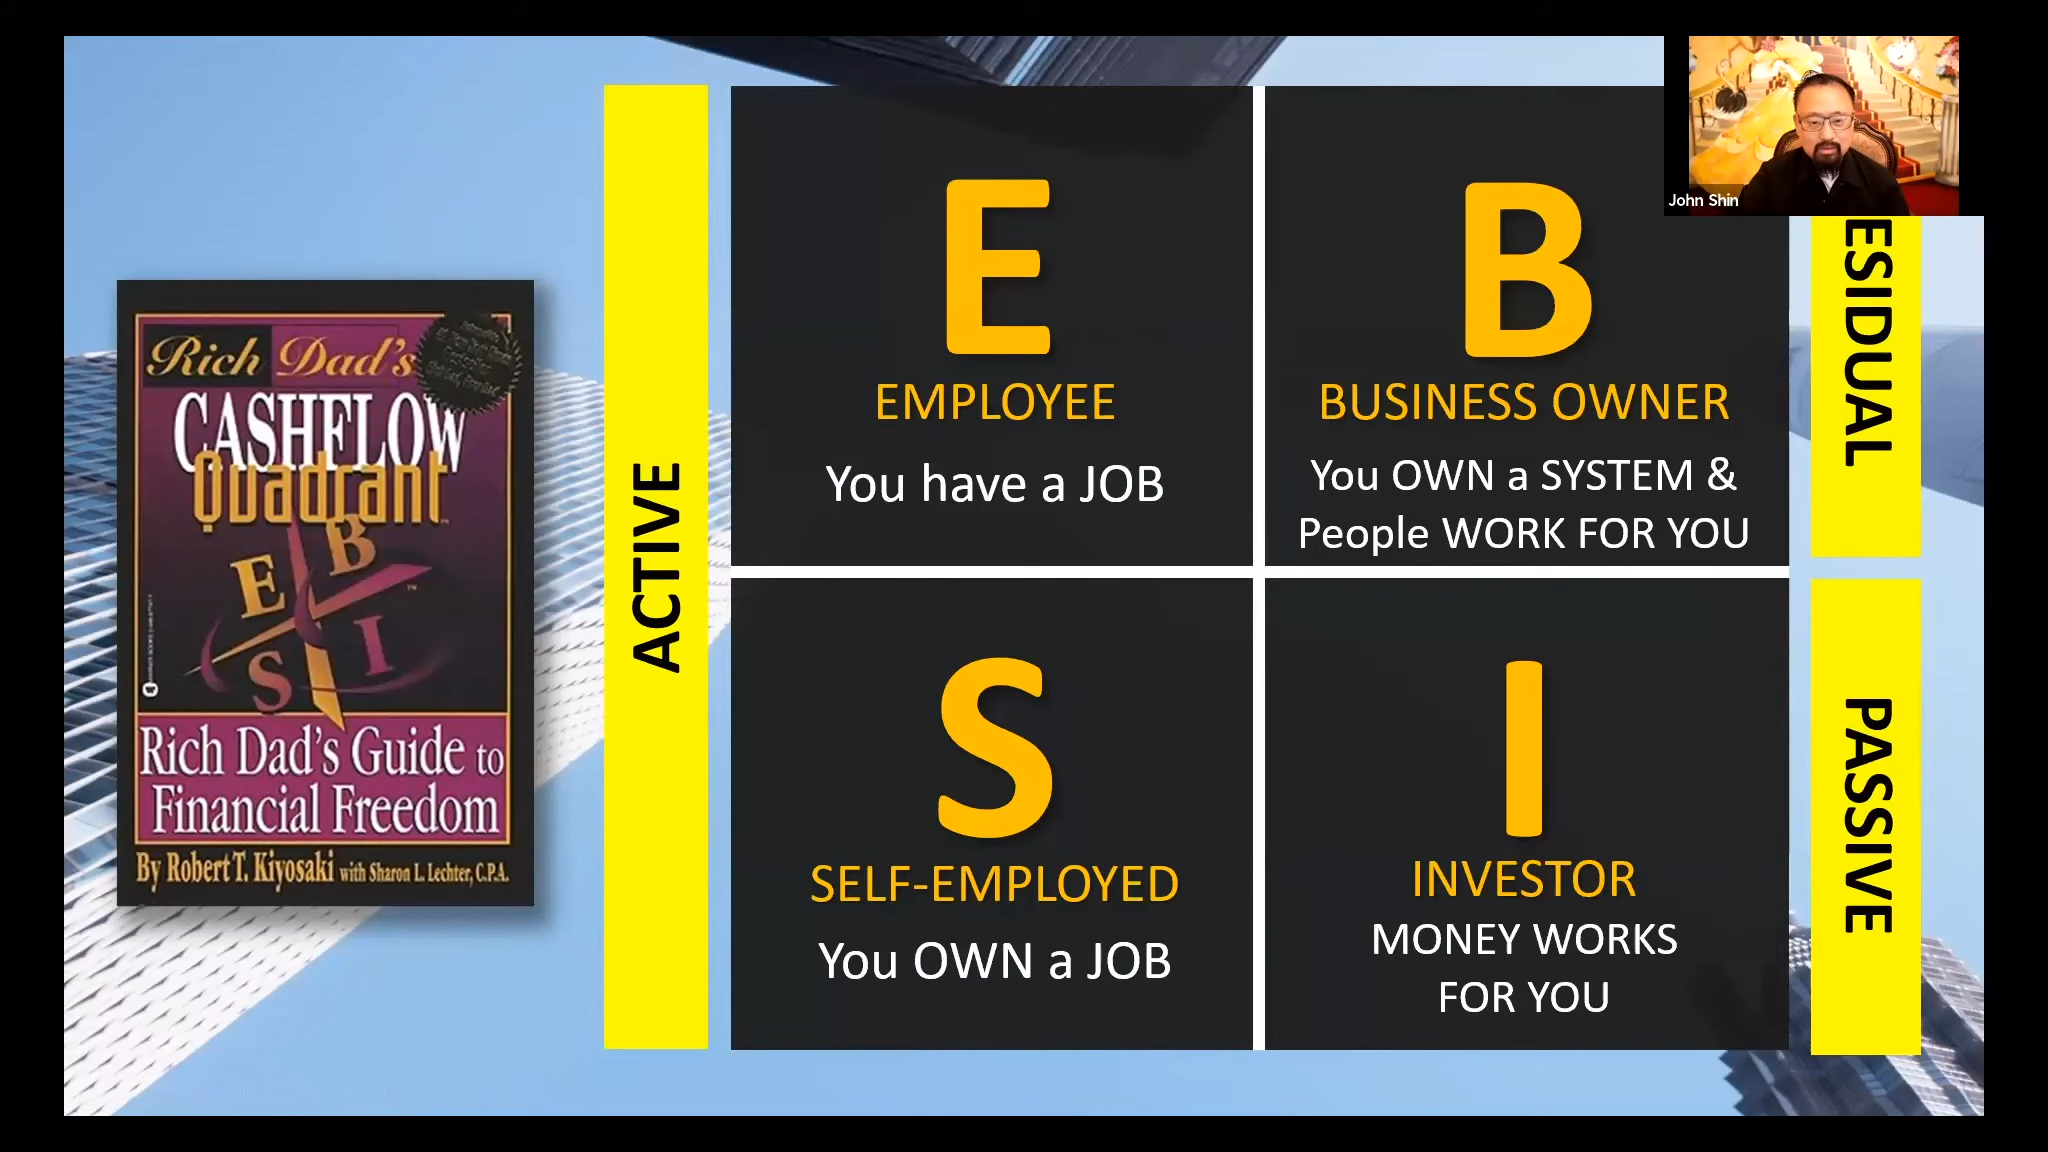 Rich Dad's
CASHFLOW
Quadrant
E
B
S
I
Rich Dad's Guide to
Financial Freedom
By Robert T. Kiyosaki with Sharon L. Lechter, C.P.A.
ACTIVE
E
EMPLOYEE
You have a JOB
B
BUSINESS OWNER
You OWN a SYSTEM &
People WORK FOR YOU
S
SELF-EMPLOYED
You OWN a JOB
I
INVESTOR
MONEY WORKS
FOR YOU
John Shin
ESIDUAL
PASSIVE